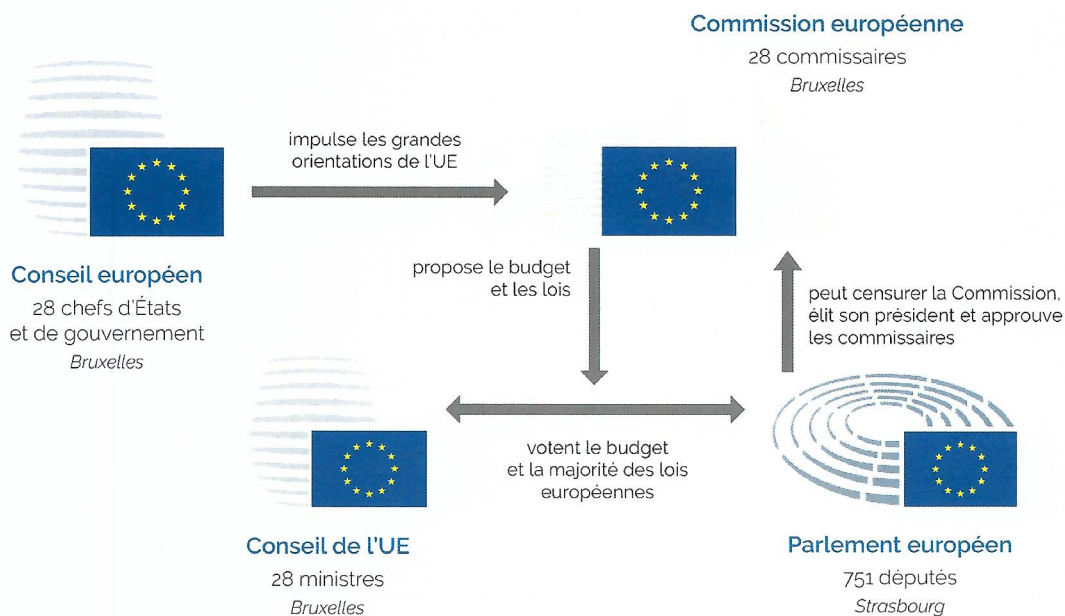 Commission européenne
28 commissaires
Bruxelles
impulse les grandes
orientations de l'UE
Conseil européen
28 chefs d'États
et de gouvernement
Bruxelles
propose le budget
et les lois
peut censurer la Commission,
élit son président et approuve
les commissaires
votent le budget
et la majorité des lois
européennes
Conseil de l'UE
28 ministres
Bruxelles
Parlement européen
751 députés
Strasbourg